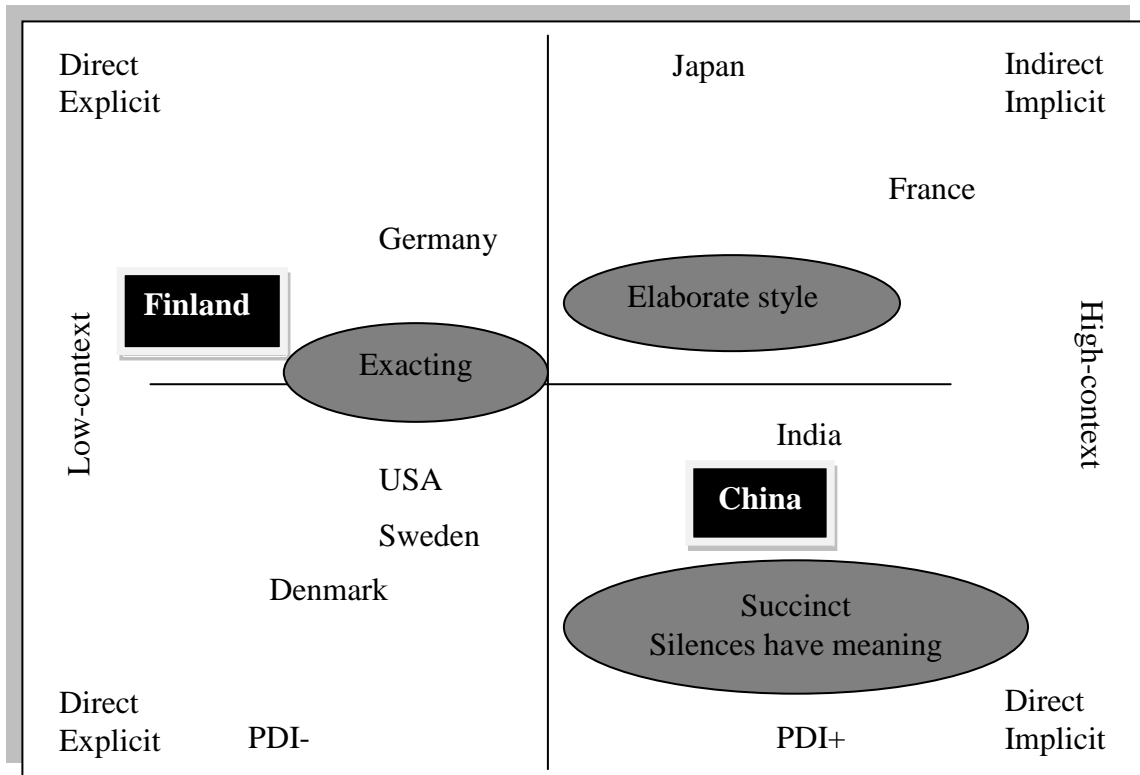 Direct
Explicit
Japan
Indirect
Implicit
France
Germany
Finland
Elaborate style
Exacting
Low-context
High-context
India
USA
China
Sweden
Denmark
Succinct
Silences have meaning
Direct
Explicit
PDI-
PDI+
Direct
Implicit